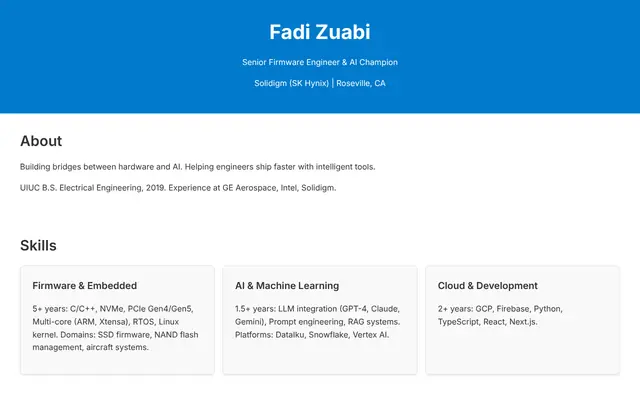 Fadi Zuabi
Senior Firmware Engineer & AI Champion
Solidigm (SK Hynix) | Roseville, CA
About
Building bridges between hardware and AI. Helping engineers ship faster with intelligent tools.
UIUC B.S. Electrical Engineering, 2019. Experience at GE Aerospace, Intel, Solidigm.
Skills
Firmware & Embedded
5+ years: C/C++, NVMe, PCIe Gen4/Gen5,
Multi-core (ARM, Xtensa), RTOS, Linux
kernel. Domains: SSD firmware, NAND flash
management, aircraft systems.
AI & Machine Learning
1.5+ years: LLM integration (GPT-4, Claude,
Gemini), Prompt engineering, RAG systems.
Platforms: Dataiku, Snowflake, Vertex AI.
Cloud & Development
2+ years: GCP, Firebase, Python,
TypeScript, React, Next.js.